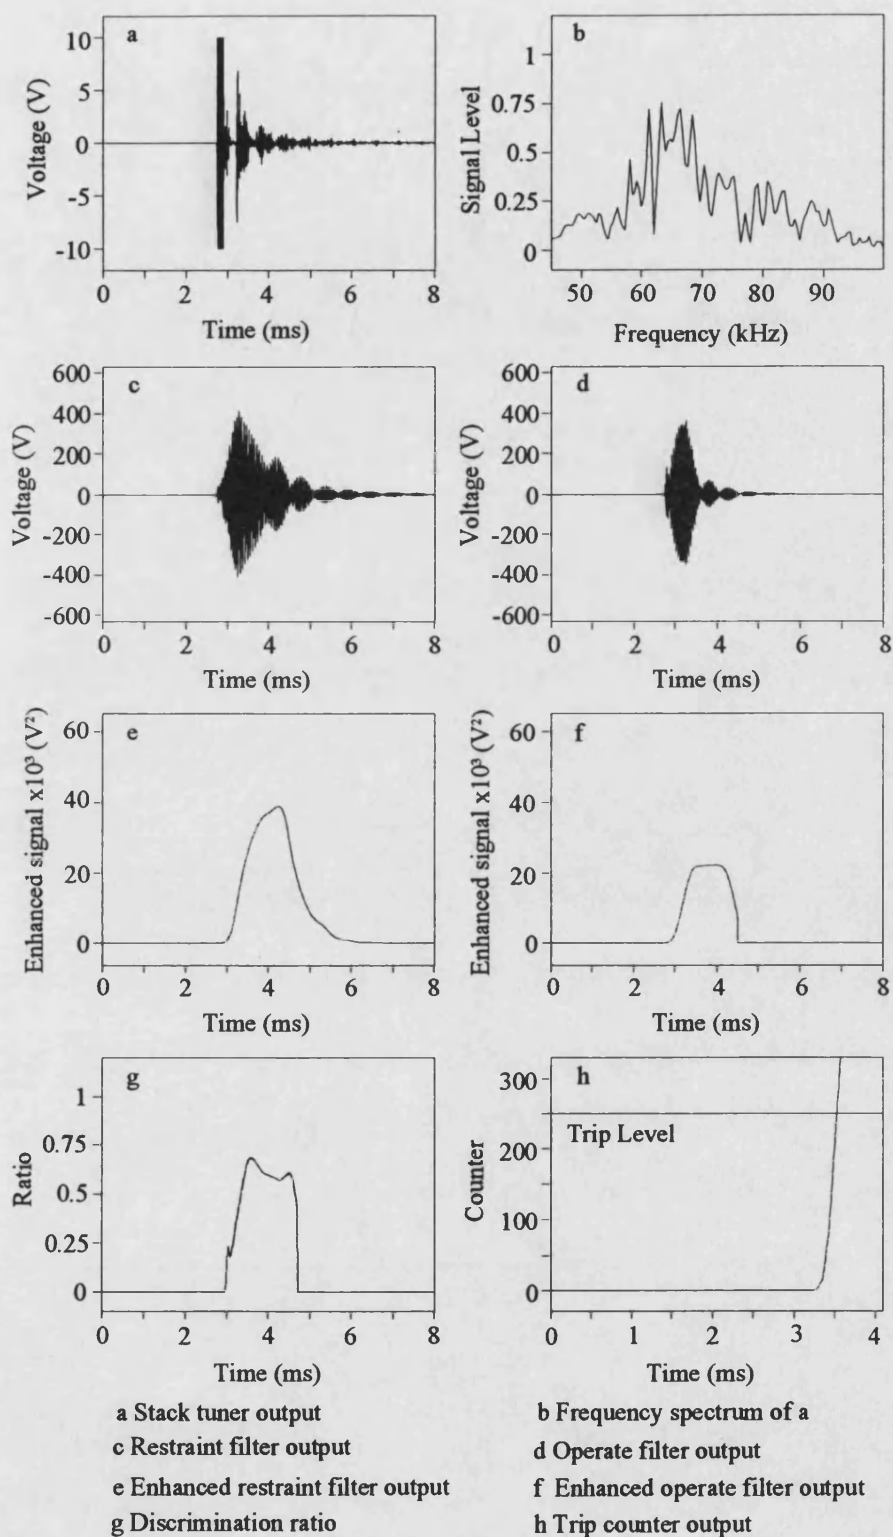 a
10
5
0
-5
-10
Voltage (V)
0 2 4 6 8
Time (ms)
b
1
0.75
0.5
0.25
0
Signal Level
50 60 70 80 90
Frequency (kHz)
c
600
400
200
0
-200
-400
-600
Voltage (V)
0 2 4 6 8
Time (ms)
d
600
400
200
0
-200
-400
-600
Voltage (V)
0 2 4 6 8
Time (ms)
e
60
40
20
0
Enhanced signal x10³ (V²)
0 2 4 6 8
Time (ms)
f
60
40
20
0
Enhanced signal x10³ (V²)
0 2 4 6 8
Time (ms)
g
1
0.75
0.5
0.25
0
Ratio
0 2 4 6 8
Time (ms)
h
300
200
100
0
Counter
Trip Level
0 1 2 3 4
Time (ms)
a Stack tuner output
b Frequency spectrum of a
c Restraint filter output
d Operate filter output
e Enhanced restraint filter output
f Enhanced operate filter output
g Discrimination ratio
h Trip counter output